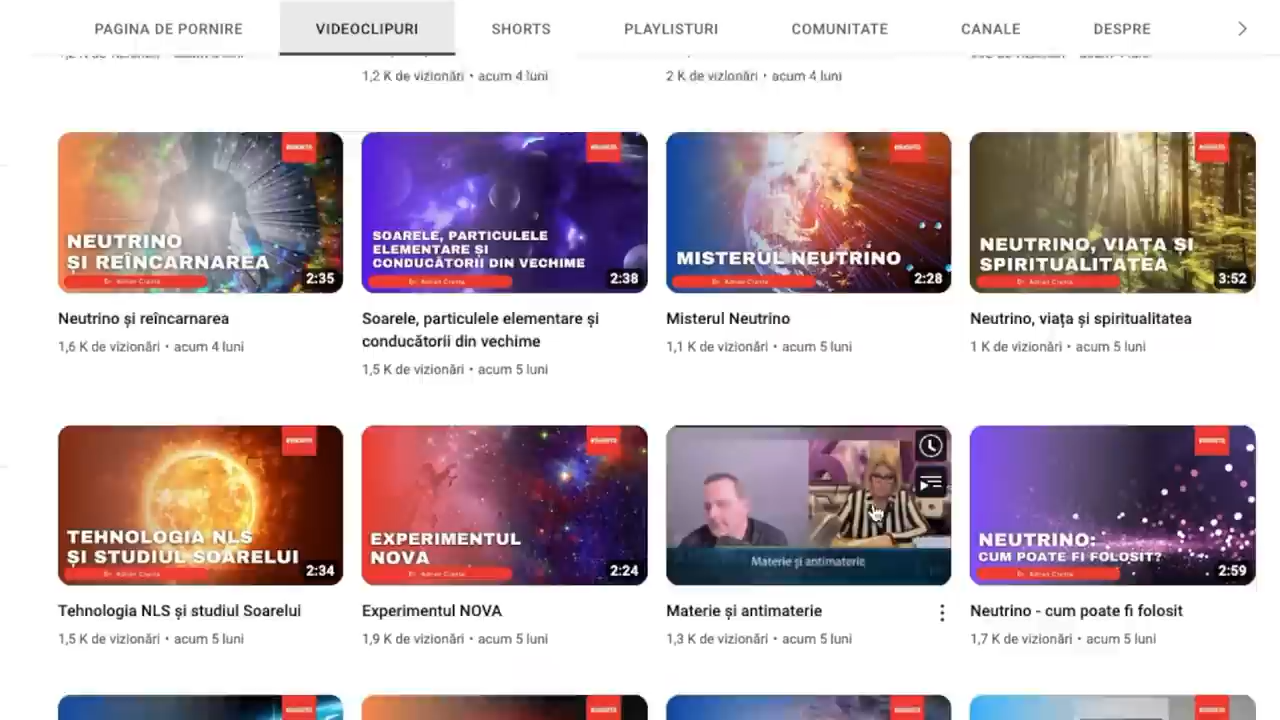 PAGINA DE PORNIRE
VIDEOCLIPURI
SHORTS
PLAYLISTURI
COMUNITATE
CANALE
DESPRE
1,2 K de vizionări • acum 4 luni
2 K de vizionări • acum 4 luni
NEUTRINO
ȘI REÎNCARNAREA
2:35
SOARELE, PARTICULELE
ELEMENTARE ȘI
CONDUCĂTORII DIN VECHIME
2:38
MISTERUL NEUTRINO
2:28
NEUTRINO, VIAȚA ȘI
SPIRITUALITATEA
3:52
Neutrino și reîncarnarea
1,6 K de vizionări • acum 4 luni
Soarele, particulele elementare și
conducătorii din vechime
1,5 K de vizionări • acum 5 luni
Misterul Neutrino
1,1 K de vizionări • acum 5 luni
Neutrino, viața și spiritualitatea
1 K de vizionări • acum 5 luni
TEHNOLOGIA NLS
ȘI STUDIUL SOARELUI
2:34
EXPERIMENTUL
NOVA
2:24
Materie și antimaterie
NEUTRINO:
CUM POATE FI FOLOSIT?
2:59
Tehnologia NLS și studiul Soarelui
1,5 K de vizionări • acum 5 luni
Experimentul NOVA
1,9 K de vizionări • acum 5 luni
Materie și antimaterie
1,3 K de vizionări • acum 5 luni
Neutrino - cum poate fi folosit
1,7 K de vizionări • acum 5 luni